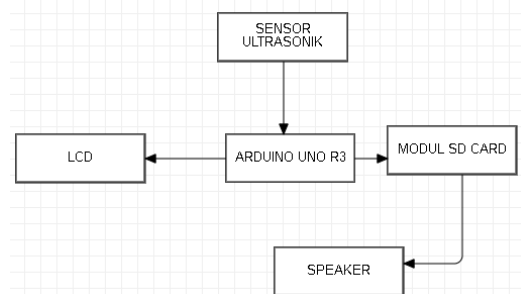 SENSOR
ULTRASONIK
LCD
ARDUINO UNO R3
MODUL SD CARD
SPEAKER